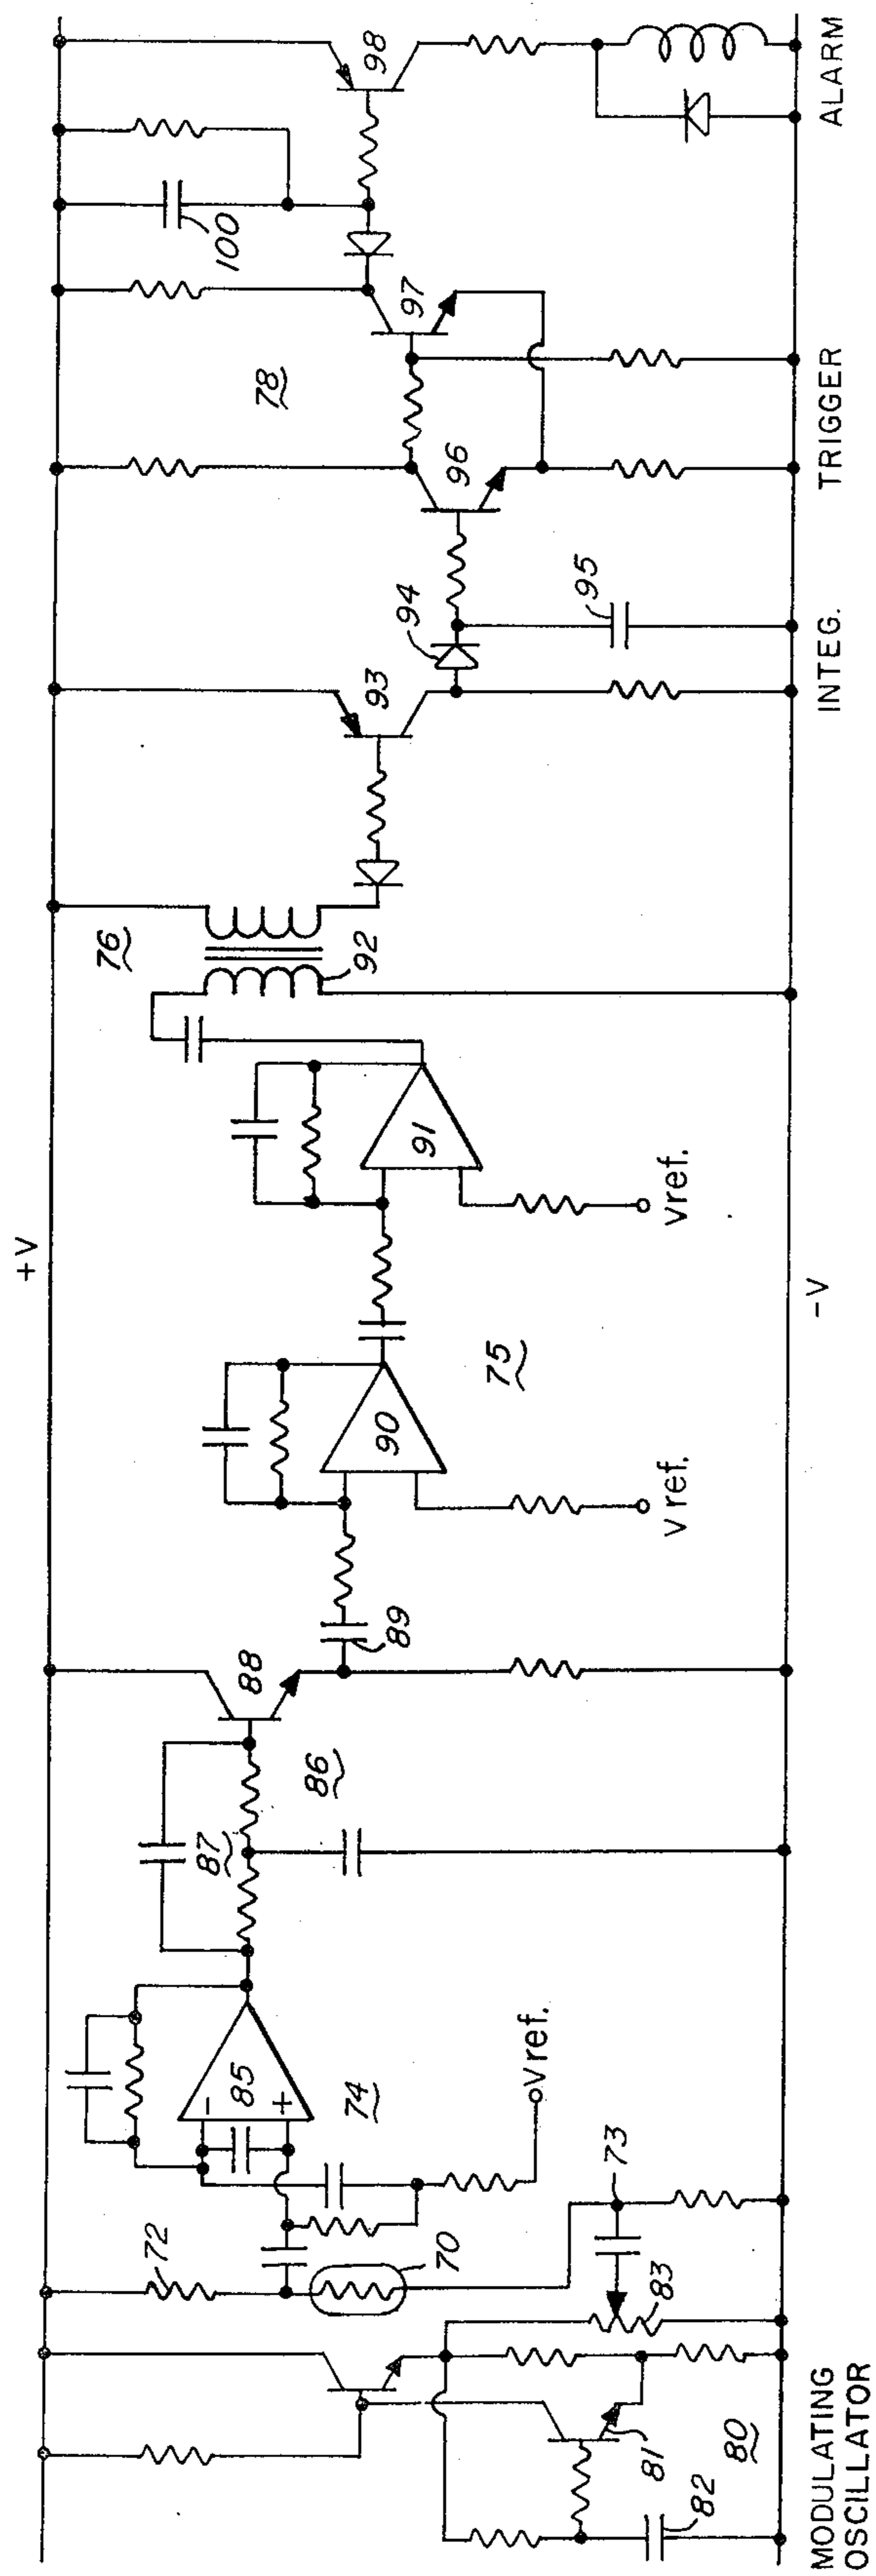 +V
72
70
73
83
81
82
80
MODULATING
OSCILLATOR
85
-
+
74
Vref.
87
86
88
89
90
75
Vref.
91
Vref.
-V
76
92
93
94
95
INTEG.
96
78
97
TRIGGER
100
98
ALARM